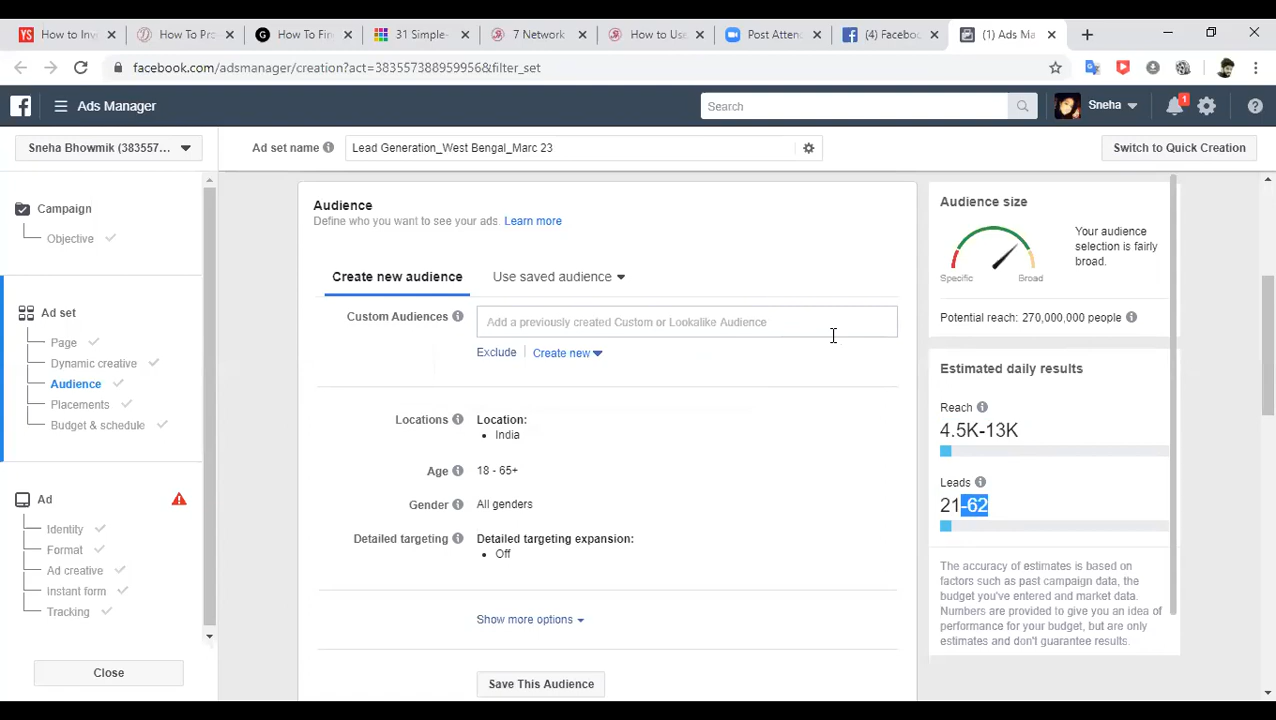 How to Inv
How To Pro
How To Fin
31 Simple-
7 Network
How to Use
Post Attend
(4) Faceboo
(1) Ads Ma
facebook.com/adsmanager/creation?act=383557388959956&filter_set
Ads Manager
Search
Sneha
1
Sneha Bhowmik (383557...
Ad set name
Lead Generation_West Bengal_Marc 23
Switch to Quick Creation
Campaign
Objective
Ad set
Page
Dynamic creative
Audience
Placements
Budget & schedule
Ad
Identity
Format
Ad creative
Instant form
Tracking
Close
Audience
Define who you want to see your ads. Learn more
Create new audience
Use saved audience
Custom Audiences
Add a previously created Custom or Lookalike Audience
Exclude
Create new
Locations
Location:
India
Age
18 - 65+
Gender
All genders
Detailed targeting
Detailed targeting expansion:
Off
Show more options
Save This Audience
Audience size
Specific
Broad
Your audience
selection is fairly
broad.
Potential reach: 270,000,000 people
Estimated daily results
Reach
4.5K-13K
Leads
21-62
The accuracy of estimates is based on
factors such as past campaign data, the
budget you've entered and market data.
Numbers are provided to give you an idea of
performance for your budget, but are only
estimates and don't guarantee results.